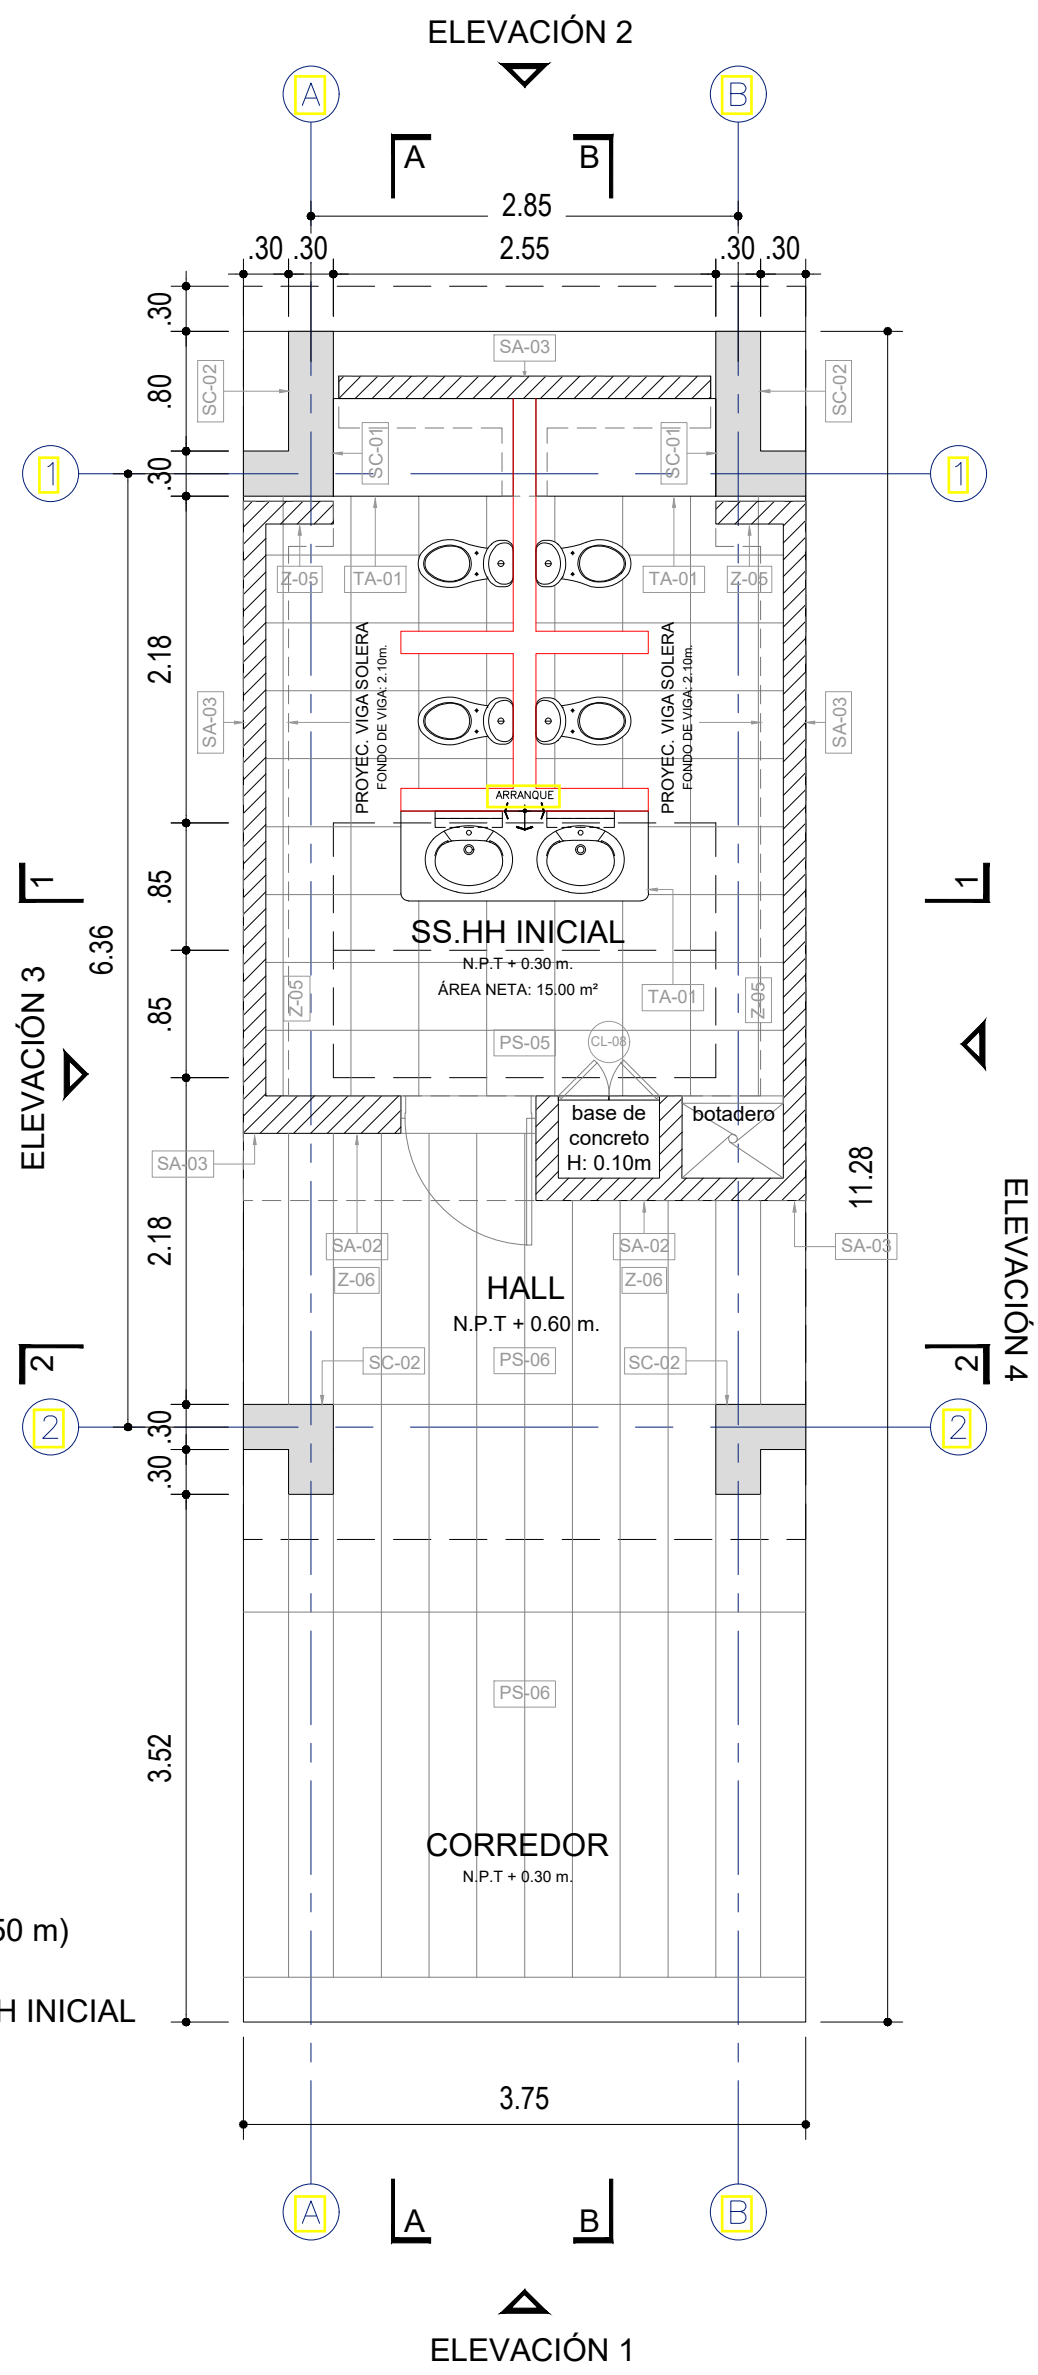 ELEVACIÓN 2
A
B
A
B
2.85
.30
.30
2.55
.30
.30
.30
SA-03
SC-02
SC-02
.80
SC-01
SC-01
1
.30
1
Z-05
TA-01
TA-01
Z-05
PROYEC. VIGA SOLERA
FONDO DE VIGA: 2.10m.
PROYEC. VIGA SOLERA
FONDO DE VIGA: 2.10m.
2.18
SA-03
SA-03
ARRANQUE
1
.85
1
SS.HH INICIAL
N.P.T + 0.30 m.
ÁREA NETA: 15.00 m²
6.36
Z-05
TA-01
Z-05
.85
PS-05
CL-08
ELEVACIÓN 3
base de
concreto
H: 0.10m
botadero
SA-03
11.28
2.18
SA-02
Z-06
SA-02
Z-06
SA-03
ELEVACIÓN 4
HALL
N.P.T + 0.60 m.
2
SC-02
PS-06
SC-02
2
2
.30
2
.30
PS-06
3.52
CORREDOR
N.P.T + 0.30 m.
50 m)
H INICIAL
3.75
A
A
B
B
ELEVACIÓN 1